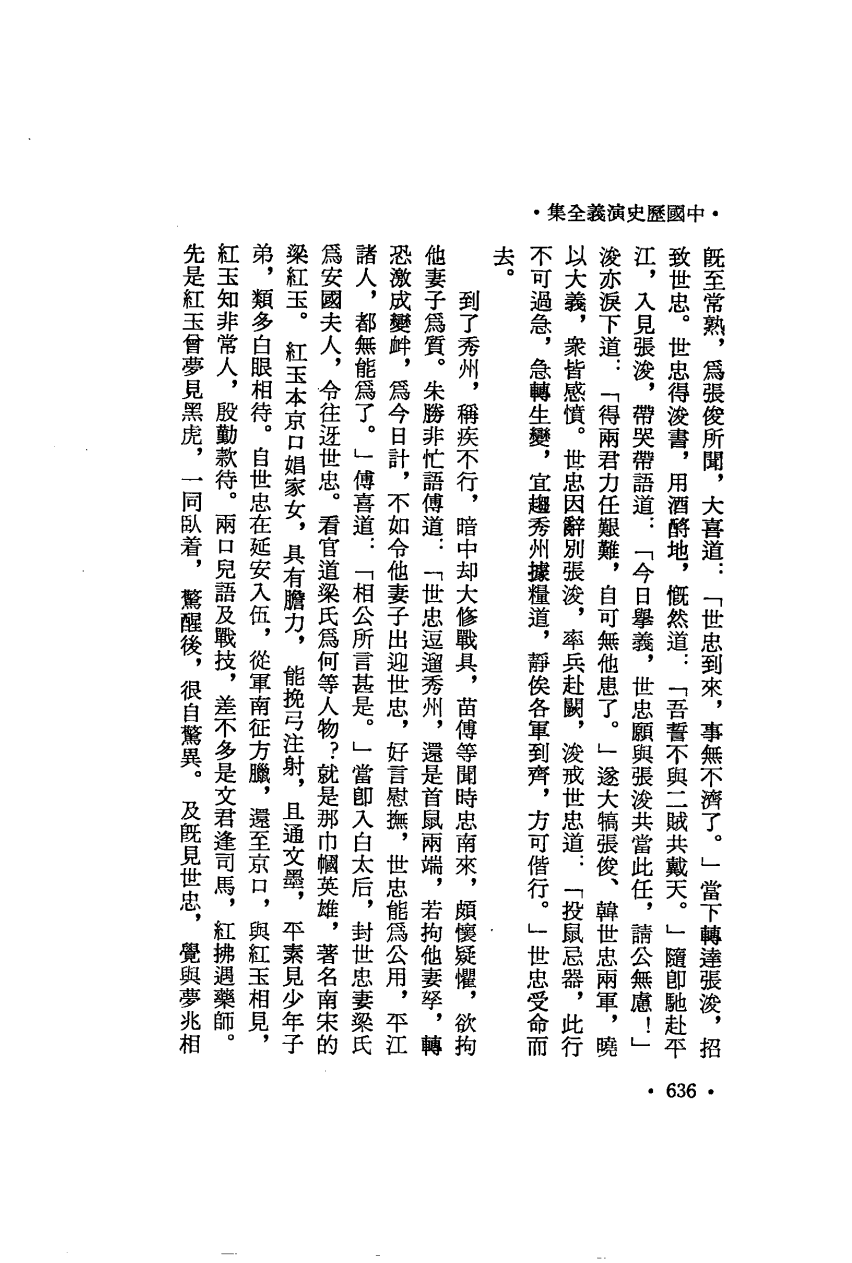 •中國歷史演義全集•
既至常熟，爲張俊所聞，大喜道：「世忠到來，事無不濟了。」當下轉達張浚，招
致世忠。世忠得浚書，用酒酹地，慨然道：「吾誓不與二賊共戴天。」隨卽馳赴平
江，入見張浚，帶哭帶語道：「今日舉義，世忠願與張浚共當此任，請公無慮！」
浚亦淚下道：「得兩君力任艱難，自可無他患了。」遂大犒張俊、韓世忠兩軍，曉
以大義，衆皆感憤。世忠因辭別張浚，率兵赴闕，浚戒世忠道：「投鼠忌器，此行
不可過急，急轉生變，宜趨秀州據糧道，靜俟各軍到齊，方可偕行。」世忠受命而
去。
到了秀州，稱疾不行，暗中却大修戰具，苗傅等聞時忠南來，頗懷疑懼，欲拘
他妻子爲質。朱勝非忙語傅道：「世忠逗遛秀州，還是首鼠兩端，若拘他妻孥，轉
恐激成變衅，爲今日計，不如令他妻子出迎世忠，好言慰撫，世忠能爲公用，平江
諸人，都無能爲了。」傅喜道：「相公所言甚是。」當卽入白太后，封世忠妻梁氏
爲安國夫人，令往迓世忠。看官道梁氏爲何等人物？就是那巾幗英雄，著名南宋的
梁紅玉。紅玉本京口娼家女，具有膽力，能挽弓注射，且通文墨，平素見少年子
弟，類多白眼相待。自世忠在延安入伍，從軍南征方臘，還至京口，與紅玉相見，
紅玉知非常人，殷勤款待。兩口兒語及戰技，差不多是文君逢司馬，紅拂遇藥師。
先是紅玉曾夢見黑虎，一同臥着，驚醒後，很自驚異。及旣見世忠，覺與夢兆相
•636•